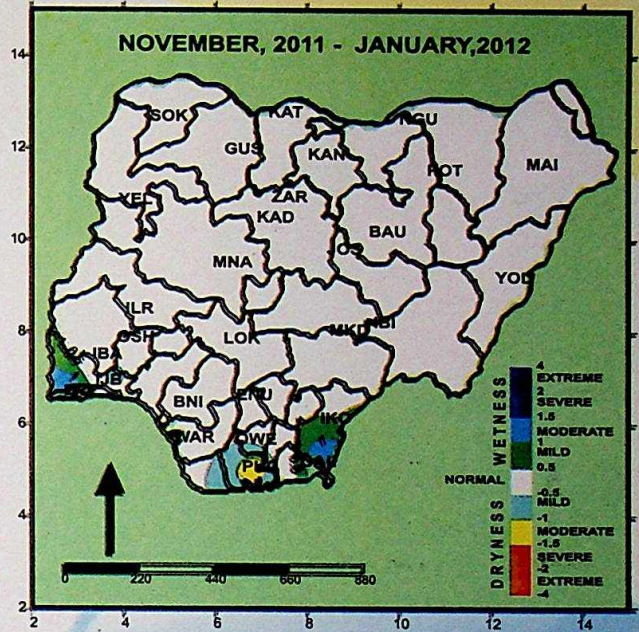 NOVEMBER, 2011 - JANUARY,2012
14
12
10
8
6
4
2
SOK
KAT
NGU
GUS
KAN
POT
MAI
YEL
ZAR
KAD
BAU
MNA
JOS
YOL
ILR
OSH
LOK
MKD
IBI
IBA
IJB
BNI
ENU
IKO
WAR
OWE
0
220
440
660
880
WETNESS
4
EXTREME
2
SEVERE
1.5
MODERATE
1
MILD
0.5
NORMAL
-0.5
DRYNESS
MILD
-1
MODERATE
-1.5
SEVERE
-2
EXTREME
-4
2
4
6
8
10
12
14